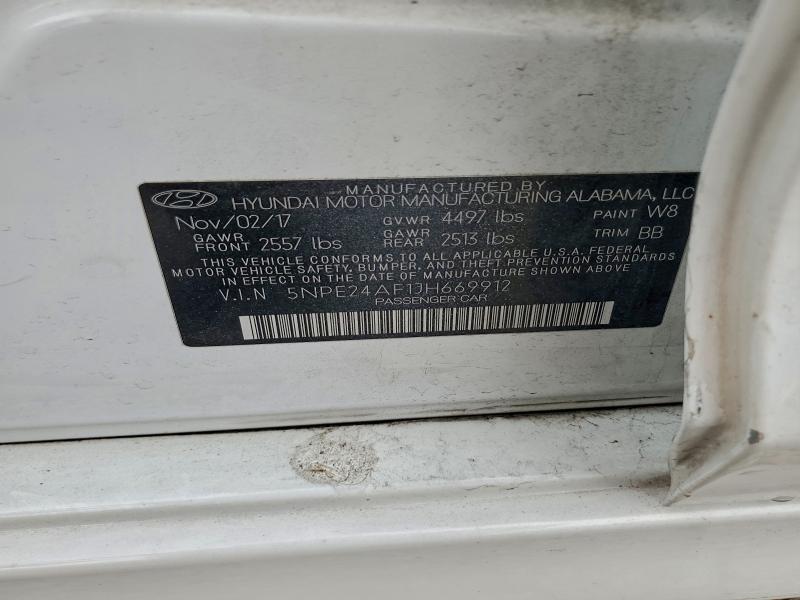 MANUFACTURED BY
HYUNDAI MOTOR MANUFACTURING ALABAMA, LLC
Nov/02/17 GVWR 4497 lbs PAINT W8
GAWR FRONT 2557 lbs GAWR REAR 2513 lbs TRIM BB
THIS VEHICLE CONFORMS TO ALL APPLICABLE U.S.A. FEDERAL
MOTOR VEHICLE SAFETY, BUMPER, AND THEFT PREVENTION STANDARDS
IN EFFECT ON THE DATE OF MANUFACTURE SHOWN ABOVE
V.I.N 5NPE24AF1JH669912
PASSENGER CAR